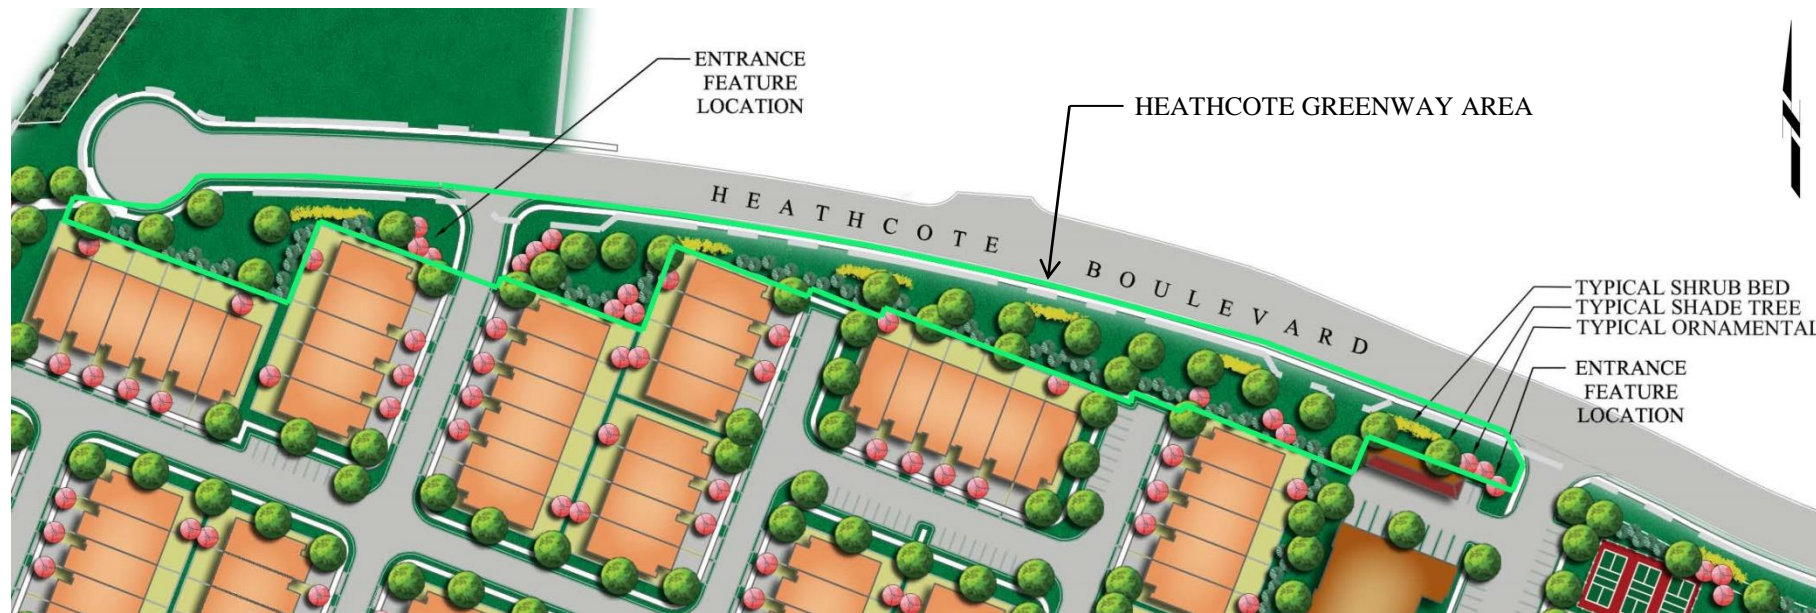 ENTRANCE
FEATURE
LOCATION
HEATHCOTE GREENWAY AREA
HEATHCOTE BOULEVARD
TYPICAL SHRUB BED
TYPICAL SHADE TREE
TYPICAL ORNAMENTAL
ENTRANCE
FEATURE
LOCATION